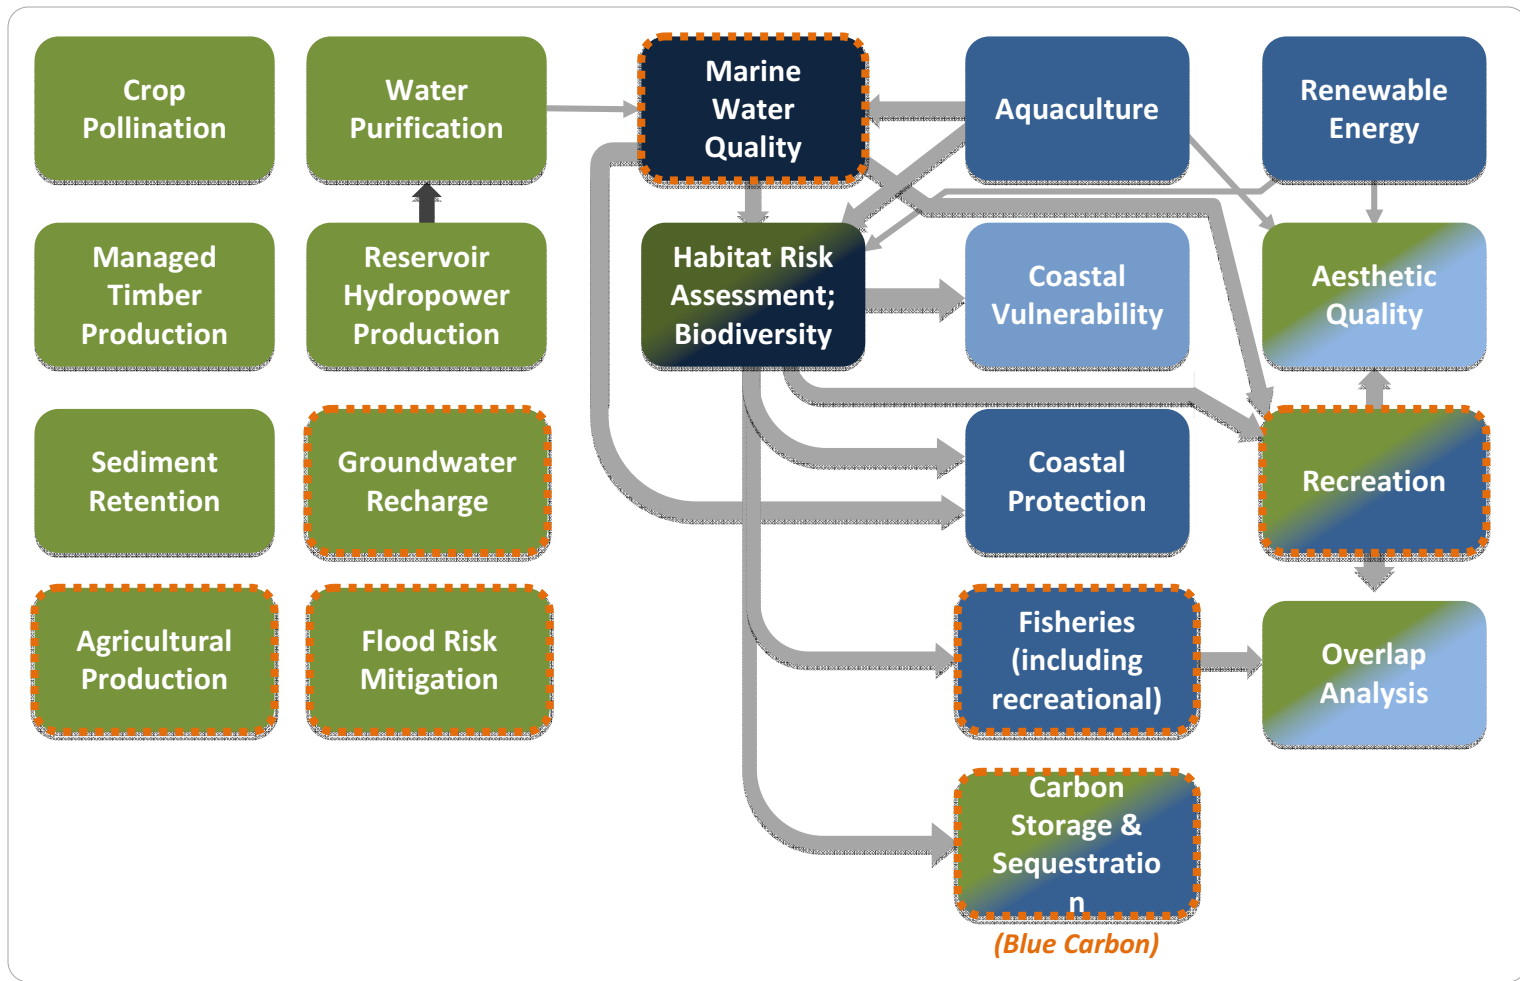 Crop
Pollination
Water
Purification
Marine
Water
Quality
Aquaculture
Renewable
Energy
Managed
Timber
Production
Reservoir
Hydropower
Production
Habitat Risk
Assessment;
Biodiversity
Coastal
Vulnerability
Aesthetic
Quality
Sediment
Retention
Groundwater
Recharge
Coastal
Protection
Recreation
Agricultural
Production
Flood Risk
Mitigation
Fisheries
(including
recreational)
Overlap
Analysis
Carbon
Storage &
Sequestratio
n
(Blue Carbon)